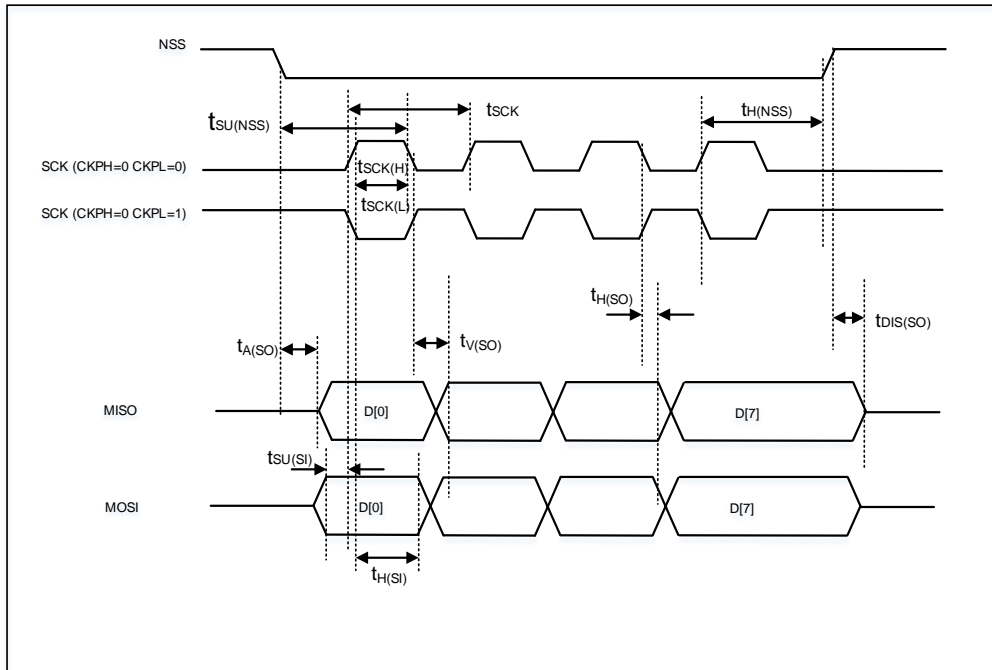 NSS
tSCK
tH(NSS)
tSU(NSS)
SCK (CKPH=0 CKPL=0)
tSCK(H)
tSCK(L)
SCK (CKPH=0 CKPL=1)
tH(SO)
tDIS(SO)
tV(SO)
tA(SO)
MISO
D[0]
D[7]
tSU(SI)
MOSI
D[0]
D[7]
tH(SI)